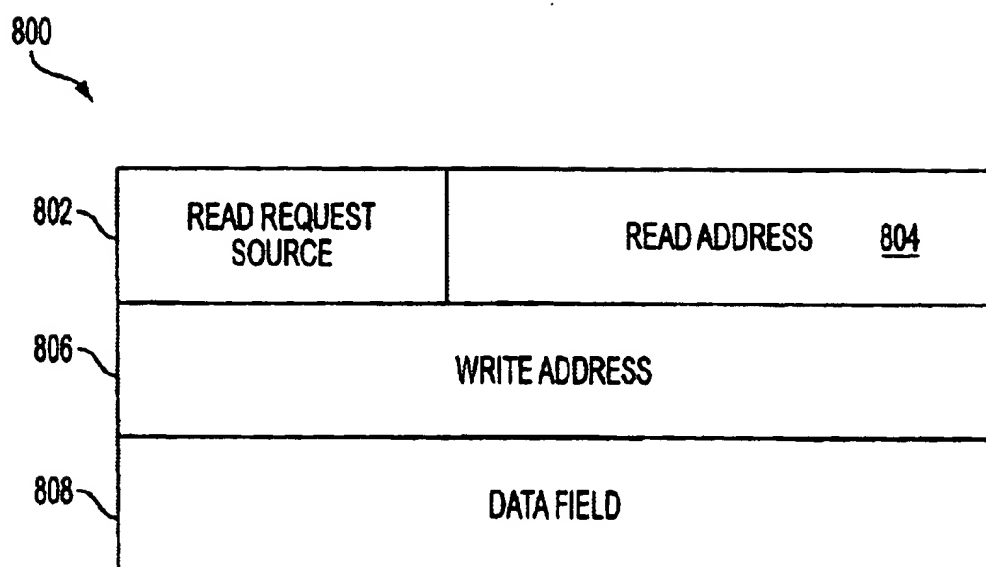 800
802
READ REQUEST
SOURCE
READ ADDRESS 804
806
WRITE ADDRESS
808
DATA FIELD